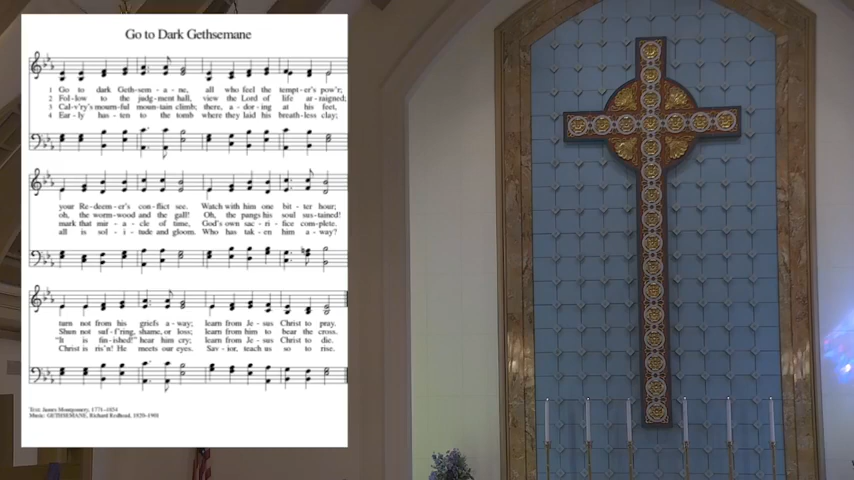 Go to Dark Gethsemane
1 Go to dark Geth-sem-a-ne, all who feel the tempt-er's pow'r;
2 Fol-low to the judg-ment hall, view the Lord of life ar-raigned;
3 Cal-v'ry's mourn-ful moun-tain climb; there, a-dor-ing at his feet,
4 Ear-ly has-ten to the tomb where they laid his breath-less clay;
your Re-deem-er's con-flict see. Watch with him one bit-ter hour;
oh, the worm-wood and the gall! Oh, the pangs his soul sus-tained!
mark that mir-a-cle of time, God's own sac-ri-fice com-plete.
all is sol-i-tude and gloom. Who has tak-en him a-way?
turn not from his griefs a-way; learn from Je-sus Christ to pray.
Shun not suf-f'ring, shame, or loss; learn from him to bear the cross.
"It is fin-ished!" hear him cry; learn from Je-sus Christ to die.
Christ is ris'n! He meets our eyes. Sav-ior, teach us so to rise.
Text: James Montgomery, 1771-1854
Music: GETHSEMANE, Richard Redhead, 1820-1901